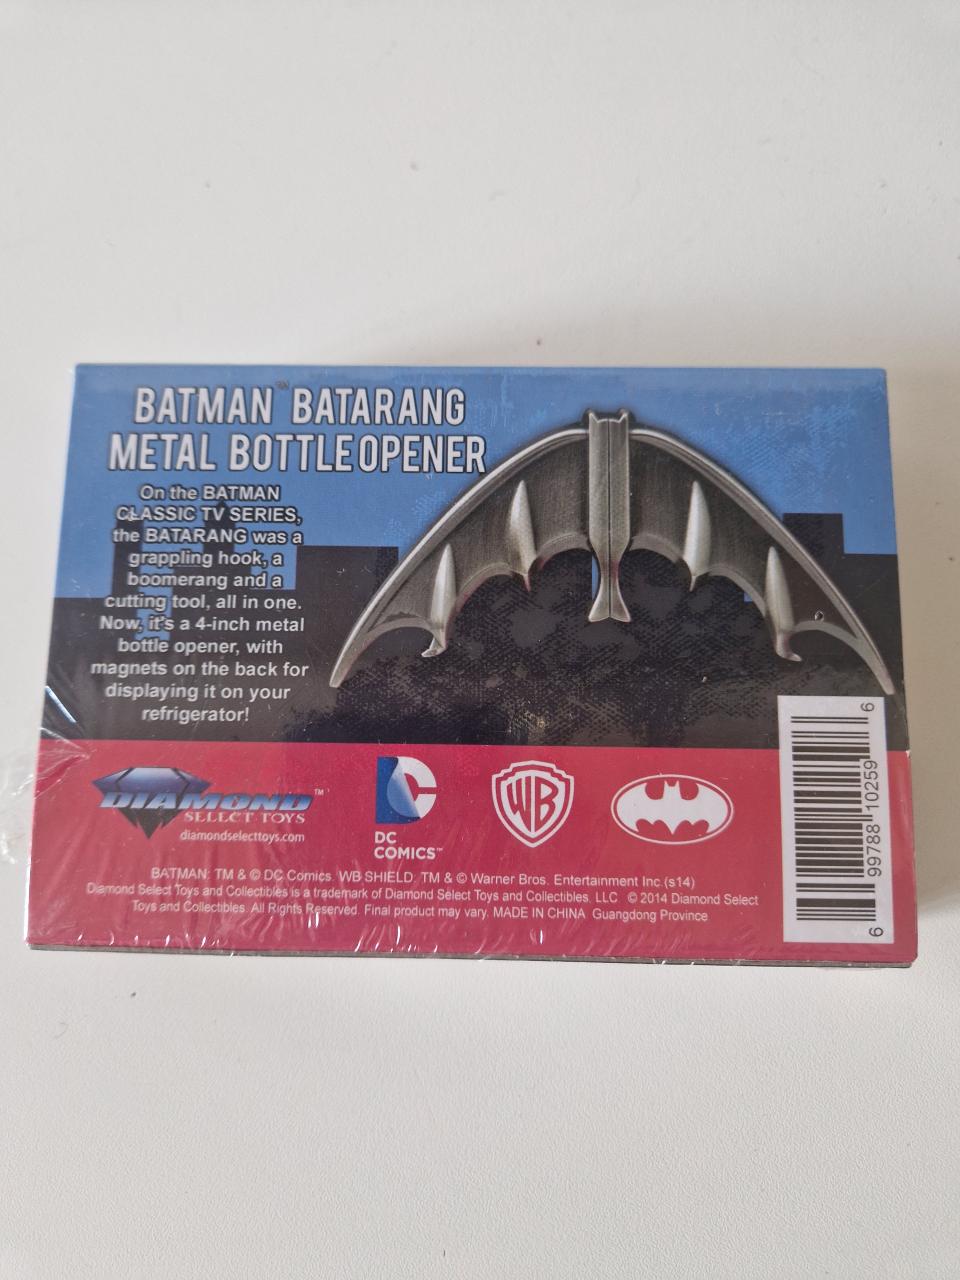 BATMAN™ BATARANG
METAL BOTTLE OPENER
On the BATMAN
CLASSIC TV SERIES,
the BATARANG was a
grappling hook, a
boomerang and a
cutting tool, all in one.
Now, it's a 4-inch metal
bottle opener, with
magnets on the back for
displaying it on your
refrigerator!
DIAMOND™
SELECT TOYS
diamondselecttoys.com
DC
COMICS™
WB
BATMAN: TM & © DC Comics. WB SHIELD: TM & © Warner Bros. Entertainment Inc.(s14)
Diamond Select Toys and Collectibles is a trademark of Diamond Select Toys and Collectibles, LLC © 2014 Diamond Select
Toys and Collectibles. All Rights Reserved. Final product may vary. MADE IN CHINA Guangdong Province
6 99788 10259 6